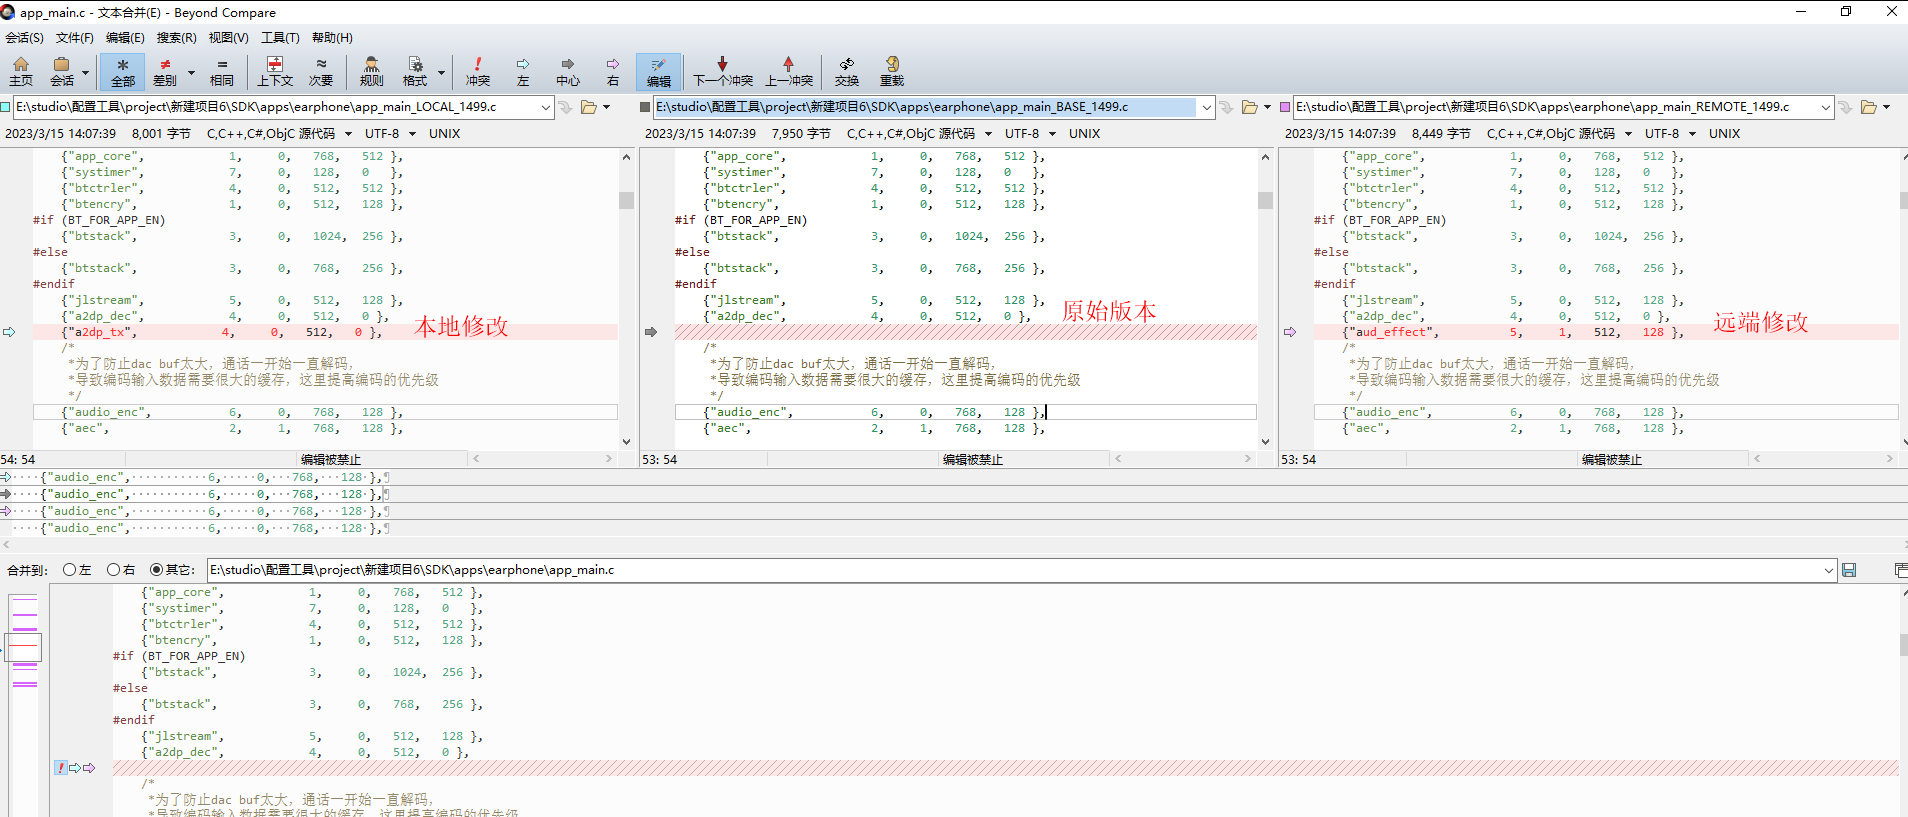 app_main.c - 文本合并(E) - Beyond Compare
会话(S) 文件(F) 编辑(E) 搜索(R) 视图(V) 工具(T) 帮助(H)
主页 会话 全部 差别 相同 上下文 次要 规则 格式 冲突 左 中心 右 编辑 下一个冲突 上一冲突 交换 重载
E:\studio\配置工具\project\新建项目6\SDK\apps\earphone\app_main_LOCAL_1499.c
2023/3/15 14:07:39 8,001 字节 C,C++,C#,ObjC 源代码 UTF-8 UNIX
{"app_core", 1, 0, 768, 512 },
{"systimer", 7, 0, 128, 0 },
{"btctrler", 4, 0, 512, 512 },
{"btencry", 1, 0, 512, 128 },
#if (BT_FOR_APP_EN)
{"btstack", 3, 0, 1024, 256 },
#else
{"btstack", 3, 0, 768, 256 },
#endif
{"jlstream", 5, 0, 512, 128 },
{"a2dp_dec", 4, 0, 512, 0 },
{"a2dp_tx", 4, 0, 512, 0 },
本地修改
/*
*为了防止dac buf太大，通话一开始一直解码，
*导致编码输入数据需要很大的缓存，这里提高编码的优先级
*/
{"audio_enc", 6, 0, 768, 128 },
{"aec", 2, 1, 768, 128 },
54: 54 编辑被禁止
E:\studio\配置工具\project\新建项目6\SDK\apps\earphone\app_main_BASE_1499.c
2023/3/15 14:07:39 7,950 字节 C,C++,C#,ObjC 源代码 UTF-8 UNIX
{"app_core", 1, 0, 768, 512 },
{"systimer", 7, 0, 128, 0 },
{"btctrler", 4, 0, 512, 512 },
{"btencry", 1, 0, 512, 128 },
#if (BT_FOR_APP_EN)
{"btstack", 3, 0, 1024, 256 },
#else
{"btstack", 3, 0, 768, 256 },
#endif
{"jlstream", 5, 0, 512, 128 },
{"a2dp_dec", 4, 0, 512, 0 },
原始版本
/*
*为了防止dac buf太大，通话一开始一直解码，
*导致编码输入数据需要很大的缓存，这里提高编码的优先级
*/
{"audio_enc", 6, 0, 768, 128 },
{"aec", 2, 1, 768, 128 },
53: 54 编辑被禁止
E:\studio\配置工具\project\新建项目6\SDK\apps\earphone\app_main_REMOTE_1499.c
2023/3/15 14:07:39 8,449 字节 C,C++,C#,ObjC 源代码 UTF-8 UNIX
{"app_core", 1, 0, 768, 512 },
{"systimer", 7, 0, 128, 0 },
{"btctrler", 4, 0, 512, 512 },
{"btencry", 1, 0, 512, 128 },
#if (BT_FOR_APP_EN)
{"btstack", 3, 0, 1024, 256 },
#else
{"btstack", 3, 0, 768, 256 },
#endif
{"jlstream", 5, 0, 512, 128 },
{"a2dp_dec", 4, 0, 512, 0 },
{"aud_effect", 5, 1, 512, 128 },
远端修改
/*
*为了防止dac buf太大，通话一开始一直解码，
*导致编码输入数据需要很大的缓存，这里提高编码的优先级
*/
{"audio_enc", 6, 0, 768, 128 },
{"aec", 2, 1, 768, 128 },
53: 54 编辑被禁止
····{"audio_enc",···········6,·····0,···768,···128·},¶
····{"audio_enc",···········6,·····0,···768,···128·},¶
····{"audio_enc",···········6,·····0,···768,···128·},¶
····{"audio_enc",···········6,·····0,···768,···128·},¶
合并到: 左 右 其它: E:\studio\配置工具\project\新建项目6\SDK\apps\earphone\app_main.c
{"app_core", 1, 0, 768, 512 },
{"systimer", 7, 0, 128, 0 },
{"btctrler", 4, 0, 512, 512 },
{"btencry", 1, 0, 512, 128 },
#if (BT_FOR_APP_EN)
{"btstack", 3, 0, 1024, 256 },
#else
{"btstack", 3, 0, 768, 256 },
#endif
{"jlstream", 5, 0, 512, 128 },
{"a2dp_dec", 4, 0, 512, 0 },
/*
*为了防止dac buf太大，通话一开始一直解码，
*导致编码输入数据需要很大的缓存，这里提高编码的优先级